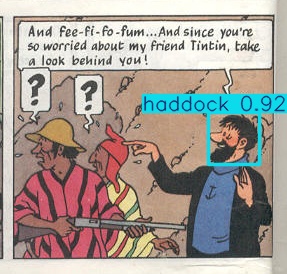 And fee-fi-fo-fum...And since you're
so worried about my friend Tintin, take
a look behind you!
? ?
haddock 0.92